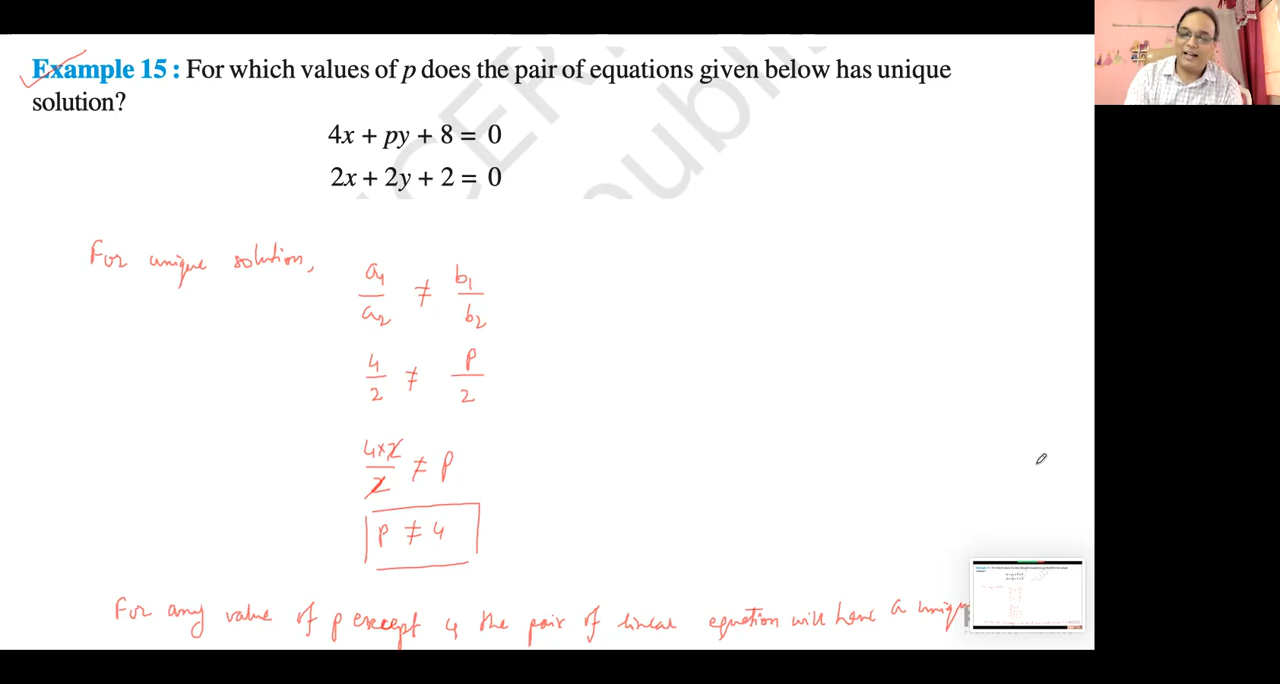 Example 15 : For which values of p does the pair of equations given below has unique
solution?
4x + py + 8 = 0
2x + 2y + 2 = 0
For unique solution,
a1/a2 ≠ b1/b2
4/2 ≠ P/2
4×2/2 ≠ P
P ≠ 4
For any value of p except 4 the pair of linear equation will have a uniqu